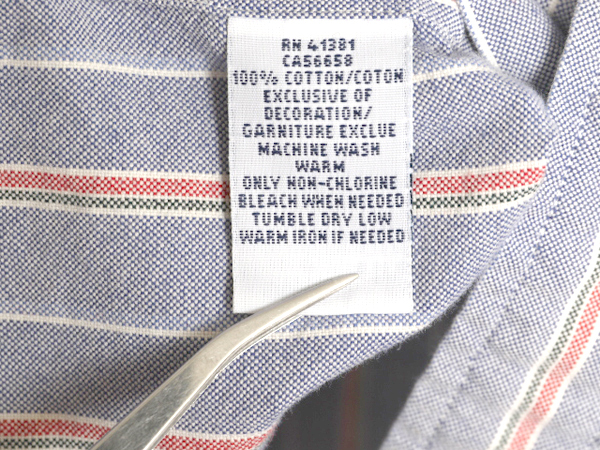 RN 41381
CA56658
100% COTTON/COTON
EXCLUSIVE OF
DECORATION/
GARNITURE EXCLUE
MACHINE WASH
WARM
ONLY NON-CHLORINE
BLEACH WHEN NEEDED
TUMBLE DRY LOW
WARM IRON IF NEEDED